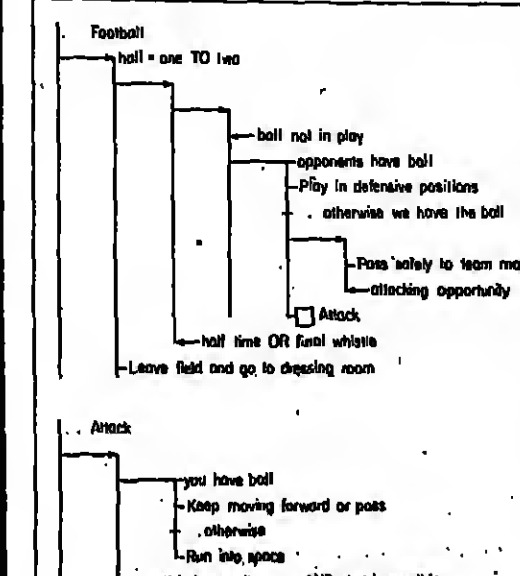 Football
half = one TO two
ball not in play
opponents have ball
Play in defensive positions
. otherwise we have the ball
Pass safely to team
attacking opportunity
Attack
half time OR final whistle
Leave field and go to dressing room
. . Attack
you have ball
Keep moving forward or pass
. otherwise
Run into space